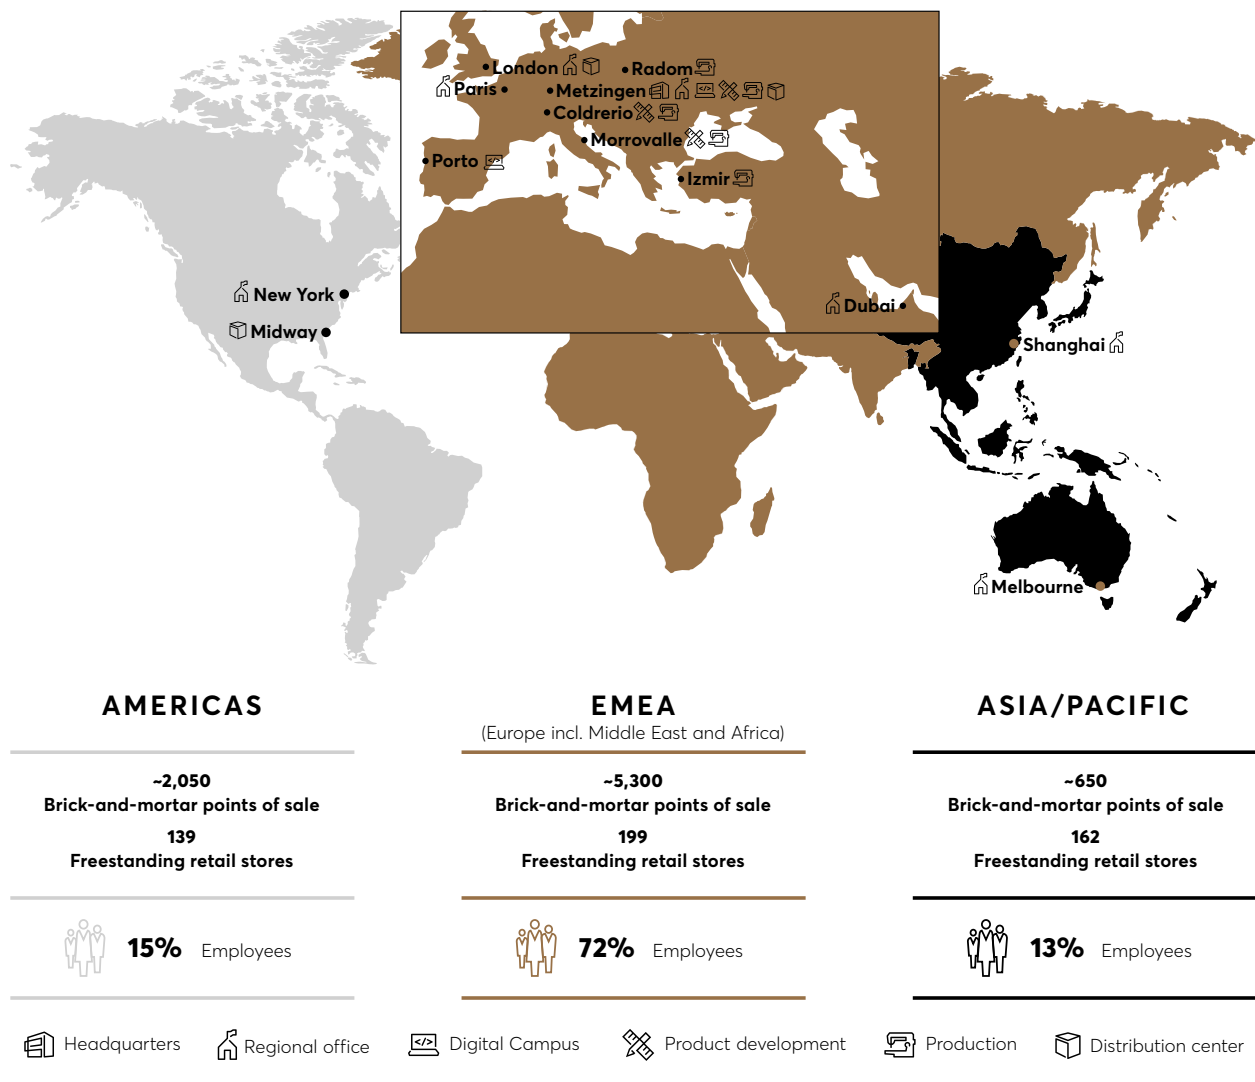 London
Radom
Paris
Metzingen
Coldrerio
Morrovalle
Porto
Izmir
New York
Dubai
Midway
Shanghai
Melbourne
AMERICAS
~2,050
Brick-and-mortar points of sale
139
Freestanding retail stores
15% Employees
EMEA
(Europe incl. Middle East and Africa)
~5,300
Brick-and-mortar points of sale
199
Freestanding retail stores
72% Employees
ASIA/PACIFIC
~650
Brick-and-mortar points of sale
162
Freestanding retail stores
13% Employees
Headquarters
Regional office
Digital Campus
Product development
Production
Distribution center